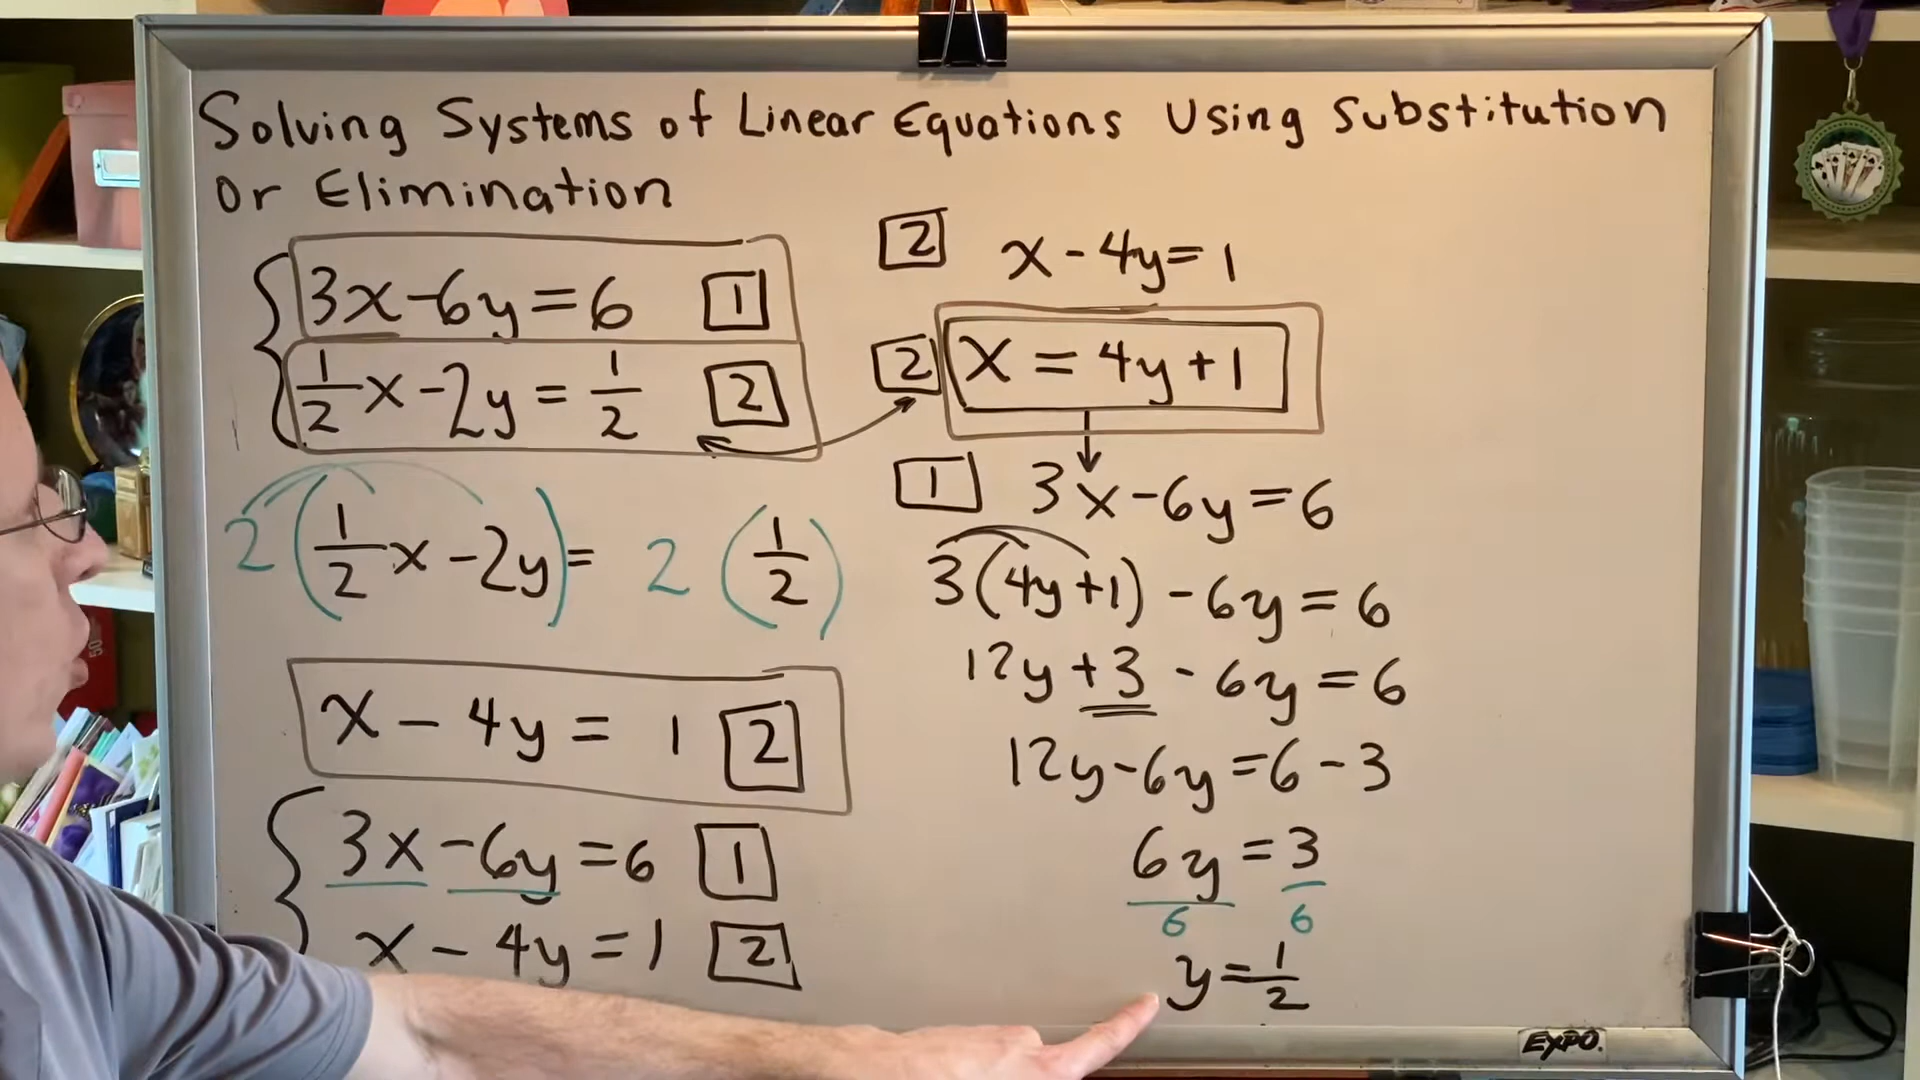 Solving Systems of Linear Equations Using Substitution
or Elimination
3x-6y=6 1
1/2x-2y=1/2 2
2(1/2x-2y)=2(1/2)
x-4y=1 2
3x-6y=6 1
x-4y=1 2
2 x-4y=1
2 x=4y+1
1 3x-6y=6
3(4y+1)-6y=6
12y+3-6y=6
12y-6y=6-3
6y=3
6 6
y=1/2
EXPO.
50